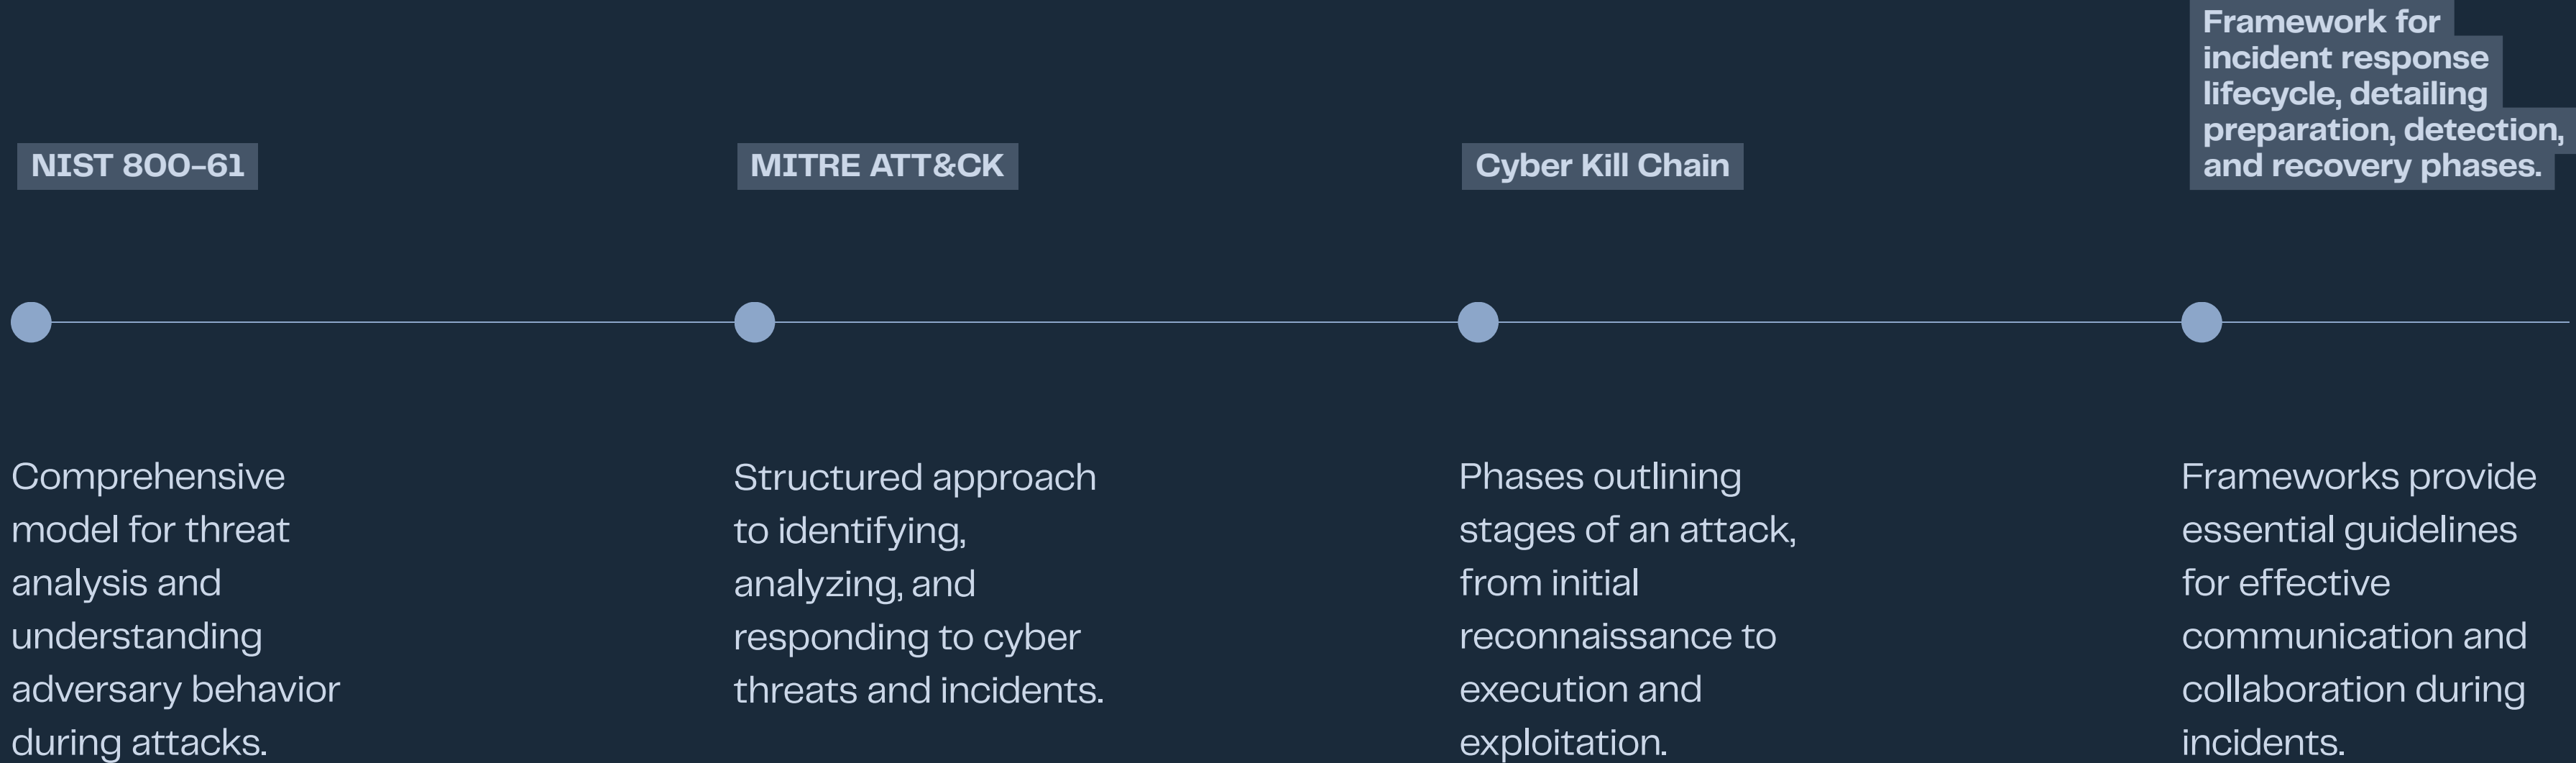 NIST 800-61
Comprehensive
model for threat
analysis and
understanding
adversary behavior
during attacks.
MITRE ATT&CK
Structured approach
to identifying,
analyzing, and
responding to cyber
threats and incidents.
Cyber Kill Chain
Phases outlining
stages of an attack,
from initial
reconnaissance to
execution and
exploitation.
Framework for
incident response
lifecycle, detailing
preparation, detection,
and recovery phases.
Frameworks provide
essential guidelines
for effective
communication and
collaboration during
incidents.